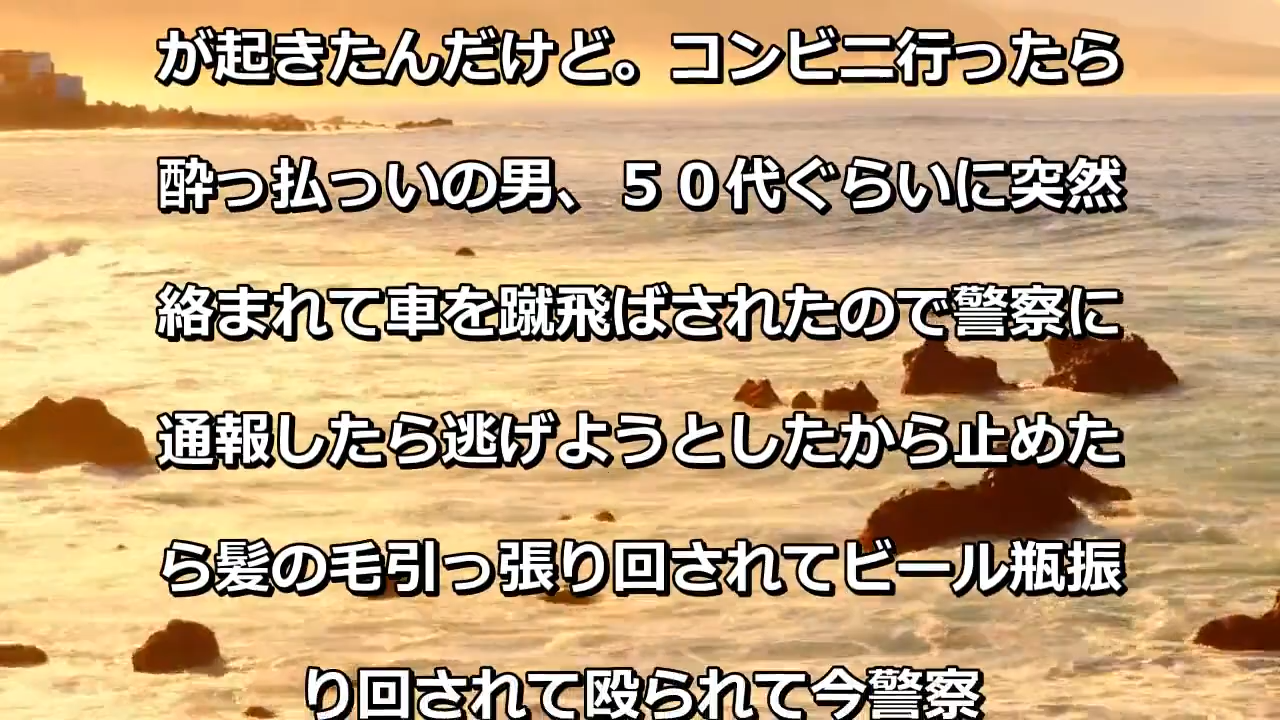 が起きたんだけど。コンビニ行ったら
酔っ払っいの男、５０代ぐらいに突然
絡まれて車を蹴飛ばされたので警察に
通報したら逃げようとしたから止めた
ら髪の毛引っ張り回されてビール瓶振
り回されて殴られて今警察